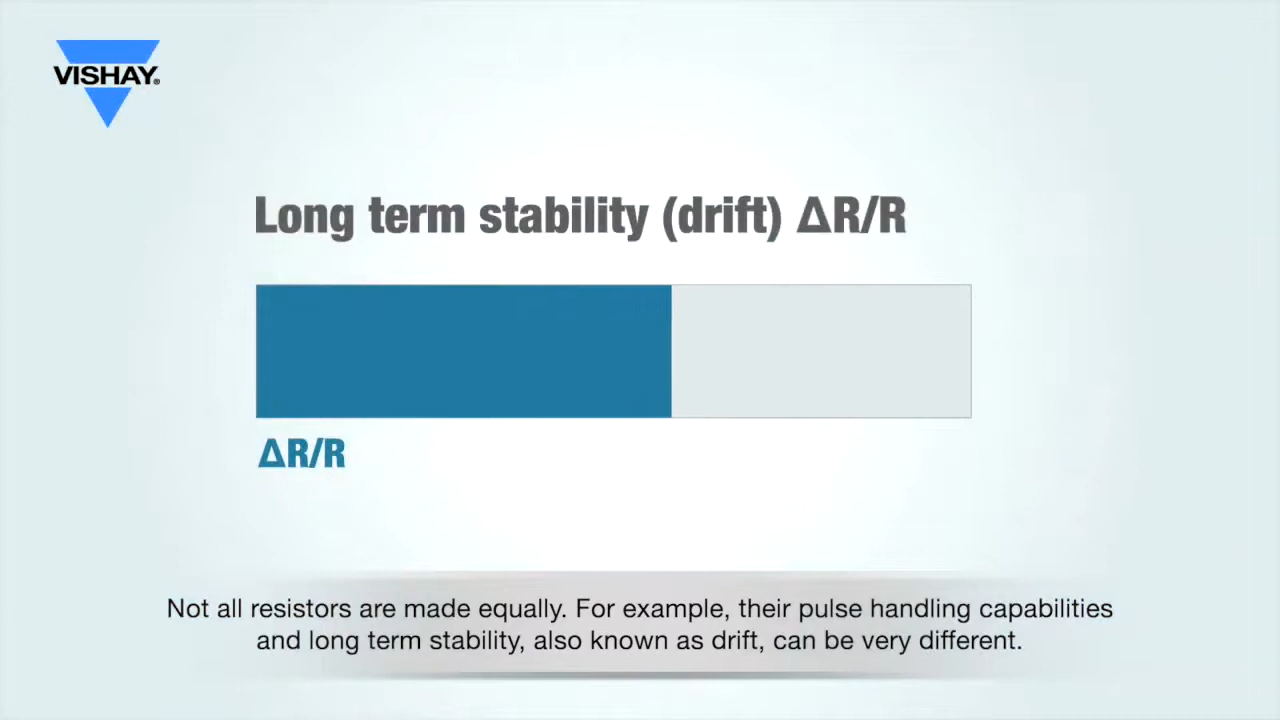 VISHAY®
Long term stability (drift) ΔR/R
ΔR/R
Not all resistors are made equally. For example, their pulse handling capabilities
and long term stability, also known as drift, can be very different.